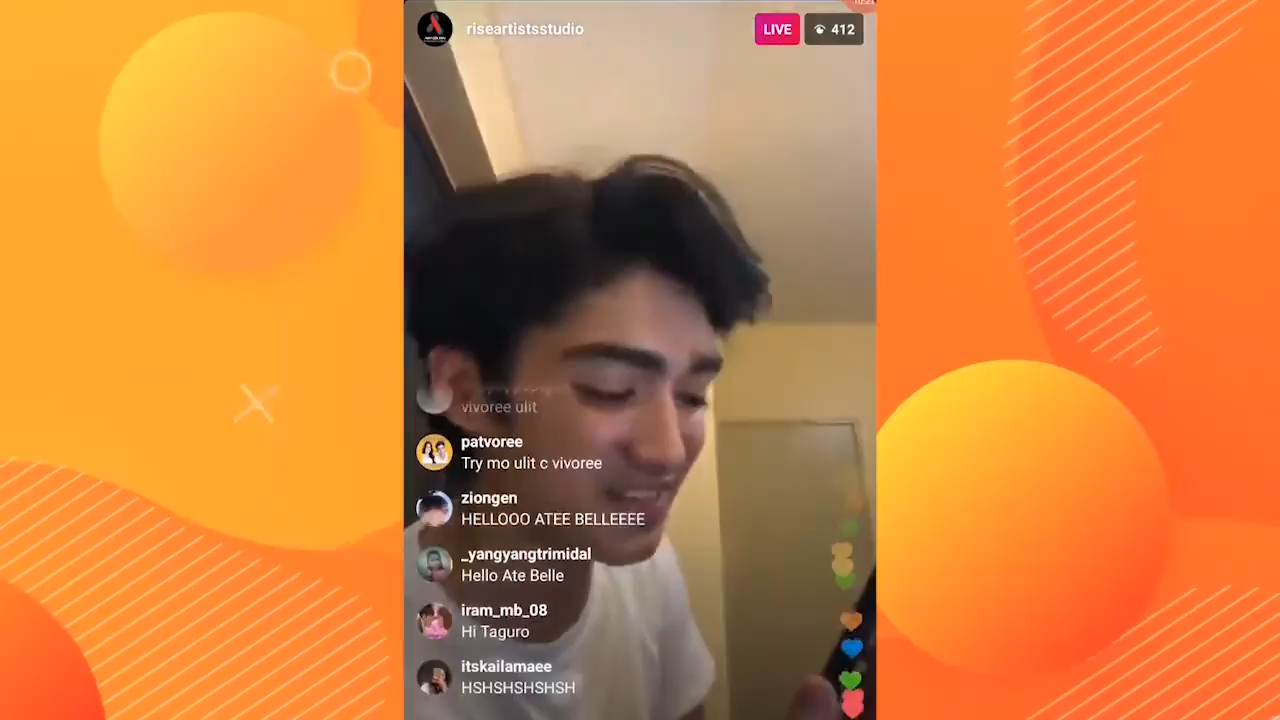 riseartistsstudio
LIVE
412
vivoree ulit
patvoree
Try mo ulit c vivoree
ziongen
HELLOOO ATEE BELLEEEE
_yangyangtrimidal
Hello Ate Belle
iram_mb_08
Hi Taguro
itskailamaee
HSHSHSHSHSH